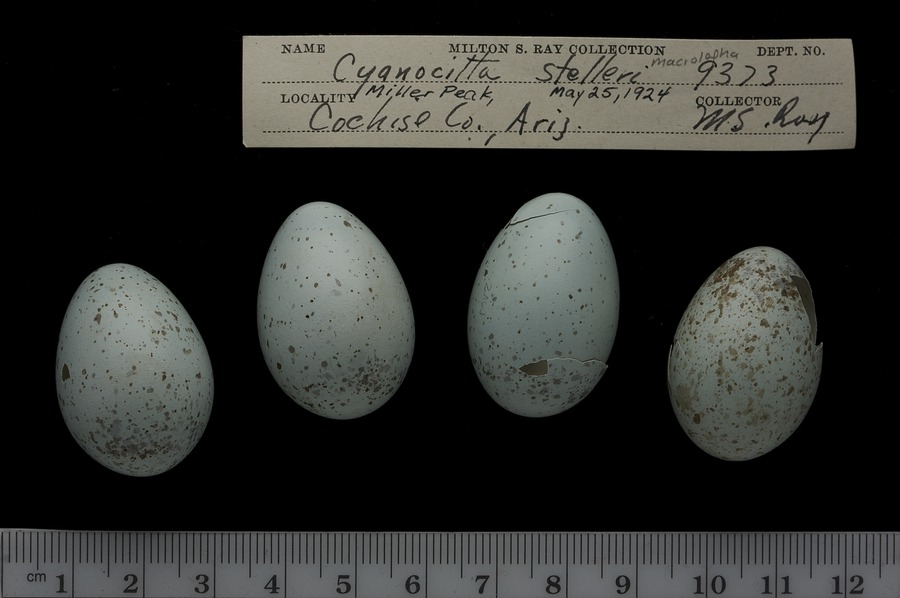 NAME MILTON S. RAY COLLECTION DEPT. NO.
Cyanocitta stelleri macrolopha 9373
LOCALITY Miller Peak, May 25, 1924 COLLECTOR
Cochise Co., Ariz. M.S. Ray
cm 1 2 3 4 5 6 7 8 9 10 11 12